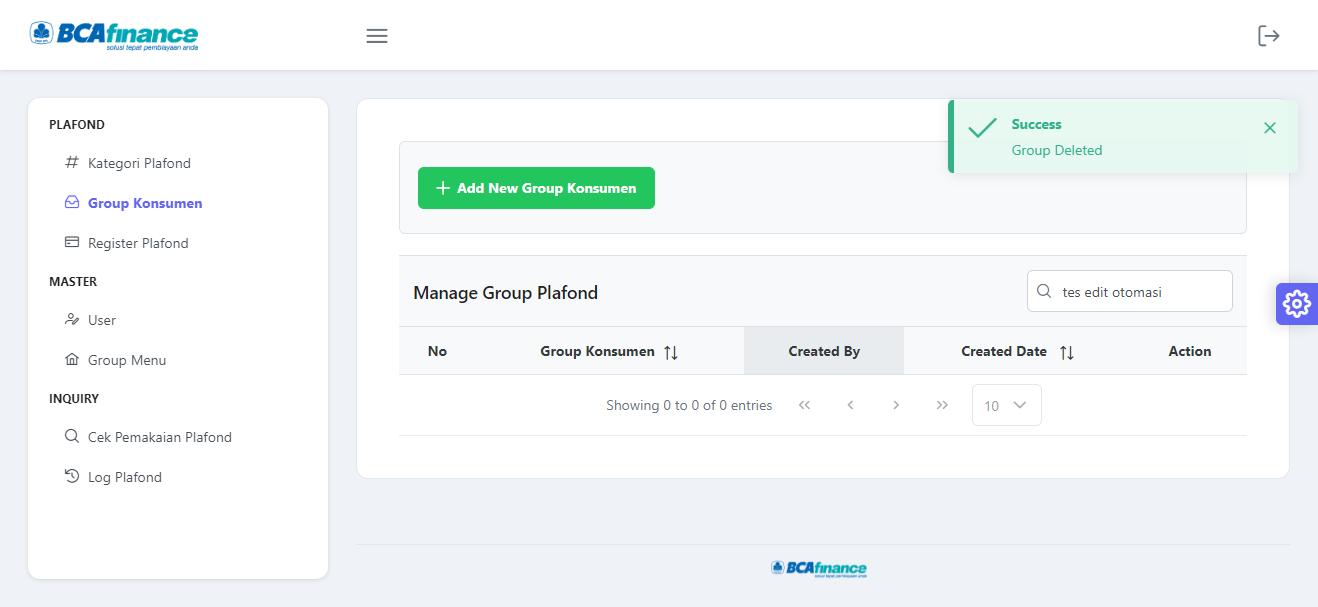 BCAfinance
solusi tepat pembiayaan anda
PLAFOND
Kategori Plafond
Group Konsumen
Register Plafond
MASTER
User
Group Menu
INQUIRY
Cek Pemakaian Plafond
Log Plafond
Success
Group Deleted
Add New Group Konsumen
Manage Group Plafond
tes edit otomasi
No Group Konsumen Created By Created Date Action
Showing 0 to 0 of 0 entries 10
BCAfinance
solusi tepat pembiayaan anda